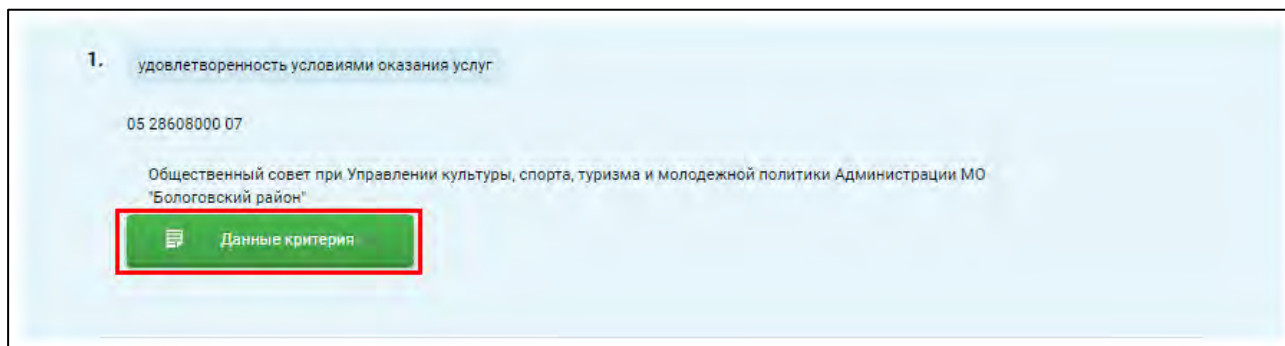 1. удовлетворенность условиями оказания услуг
05 28608000 07
Общественный совет при Управлении культуры, спорта, туризма и молодежной политики Администрации МО
"Бологовский район"
Данные критерия